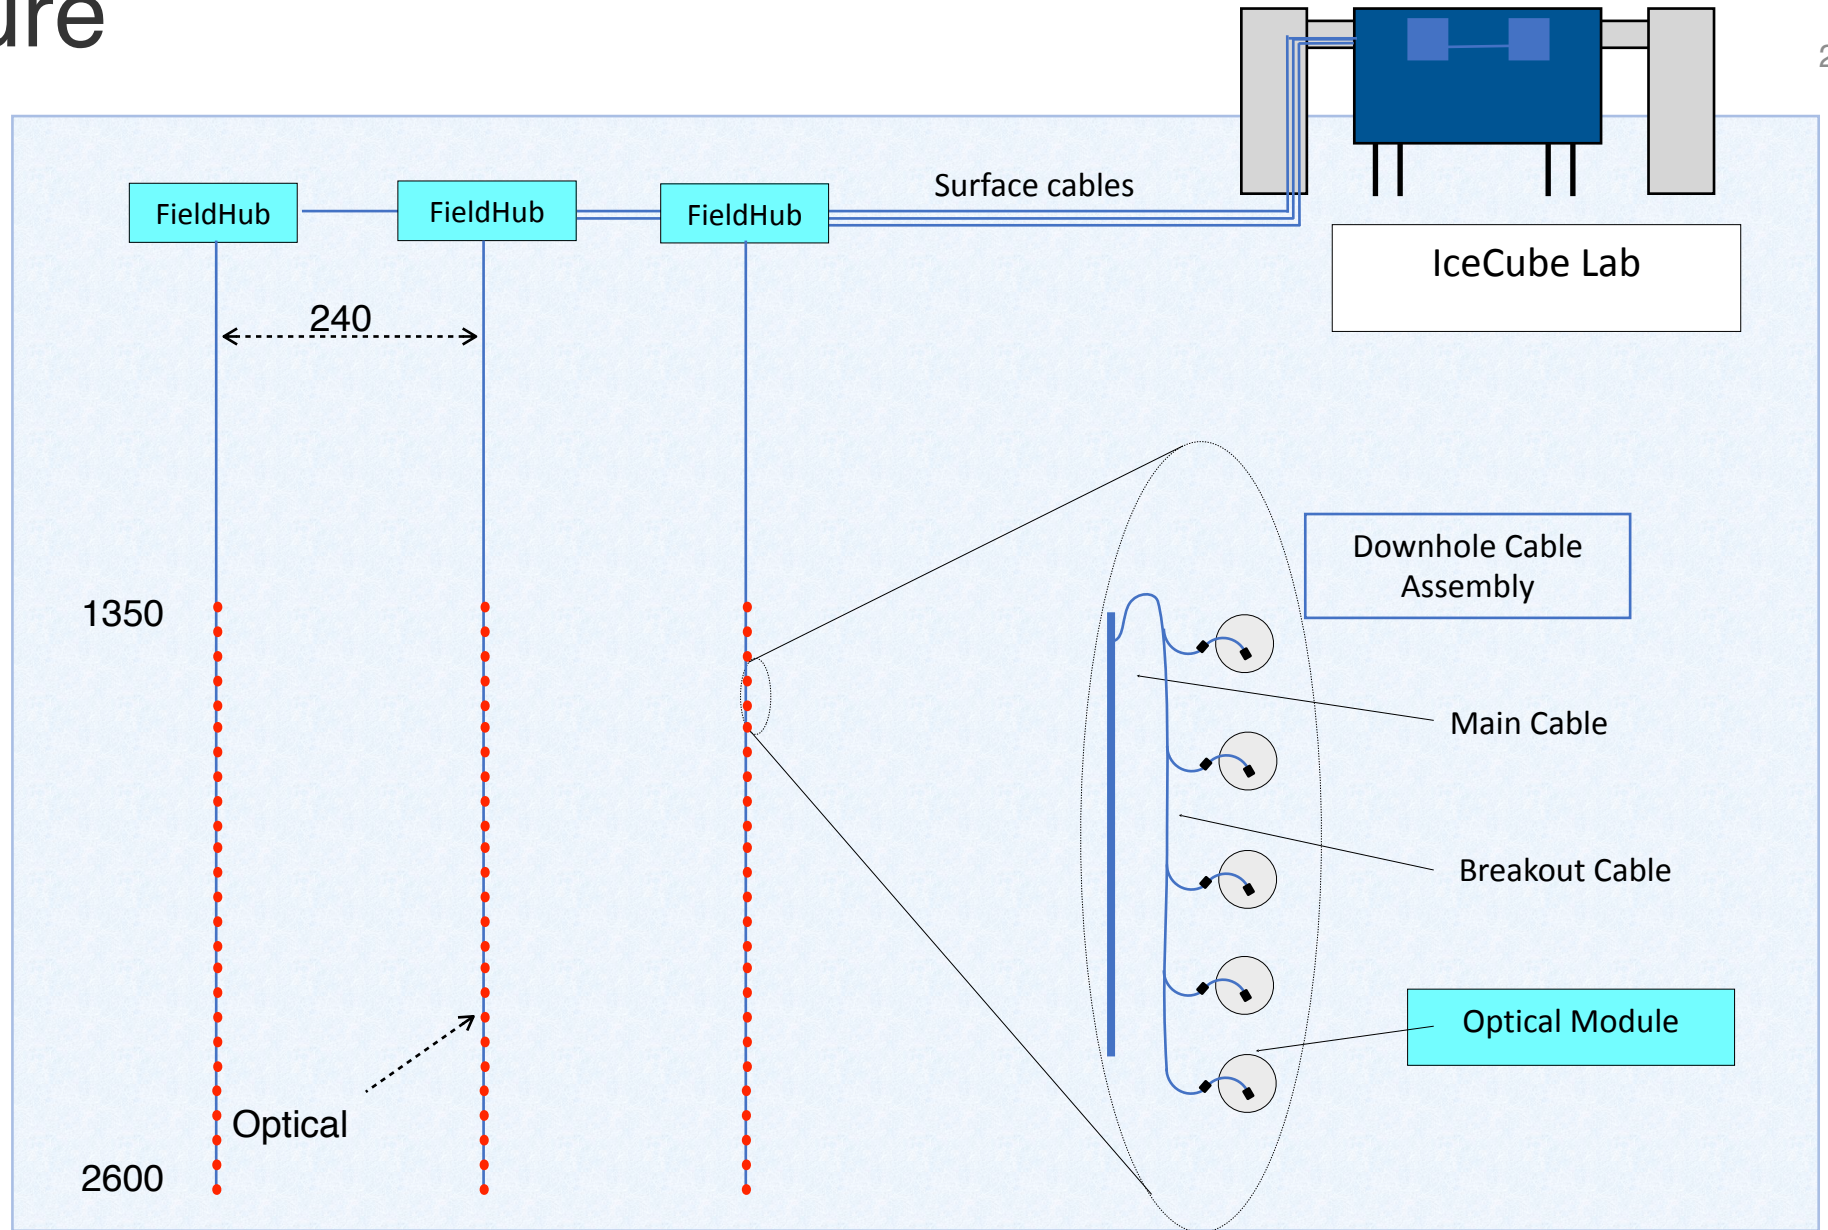 ure
2
FieldHub
FieldHub
FieldHub
Surface cables
IceCube Lab
240
1350
Downhole Cable
Assembly
Main Cable
Breakout Cable
Optical Module
Optical
2600